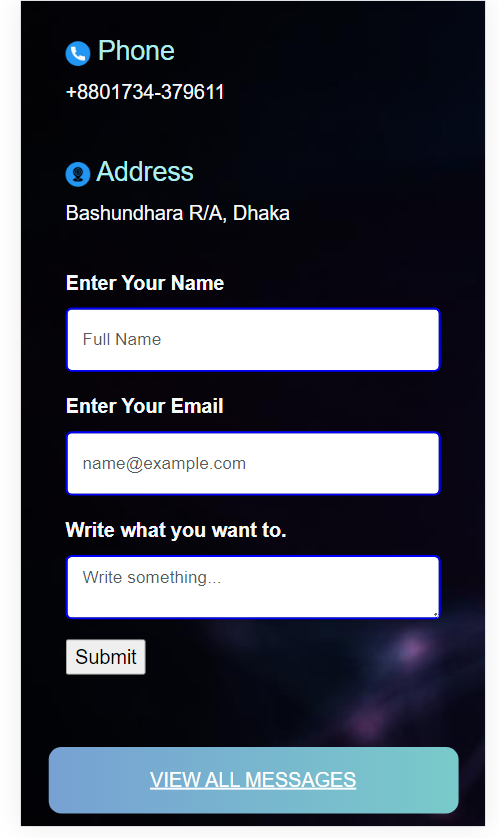 Phone
+8801734-379611
Address
Bashundhara R/A, Dhaka
Enter Your Name
Full Name
Enter Your Email
name@example.com
Write what you want to.
Write something...
Submit
VIEW ALL MESSAGES